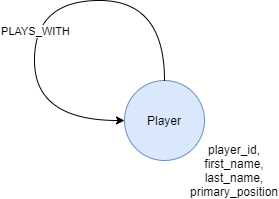 PLAYS_WITH
Player
player_id,
first_name,
last_name,
primary_position